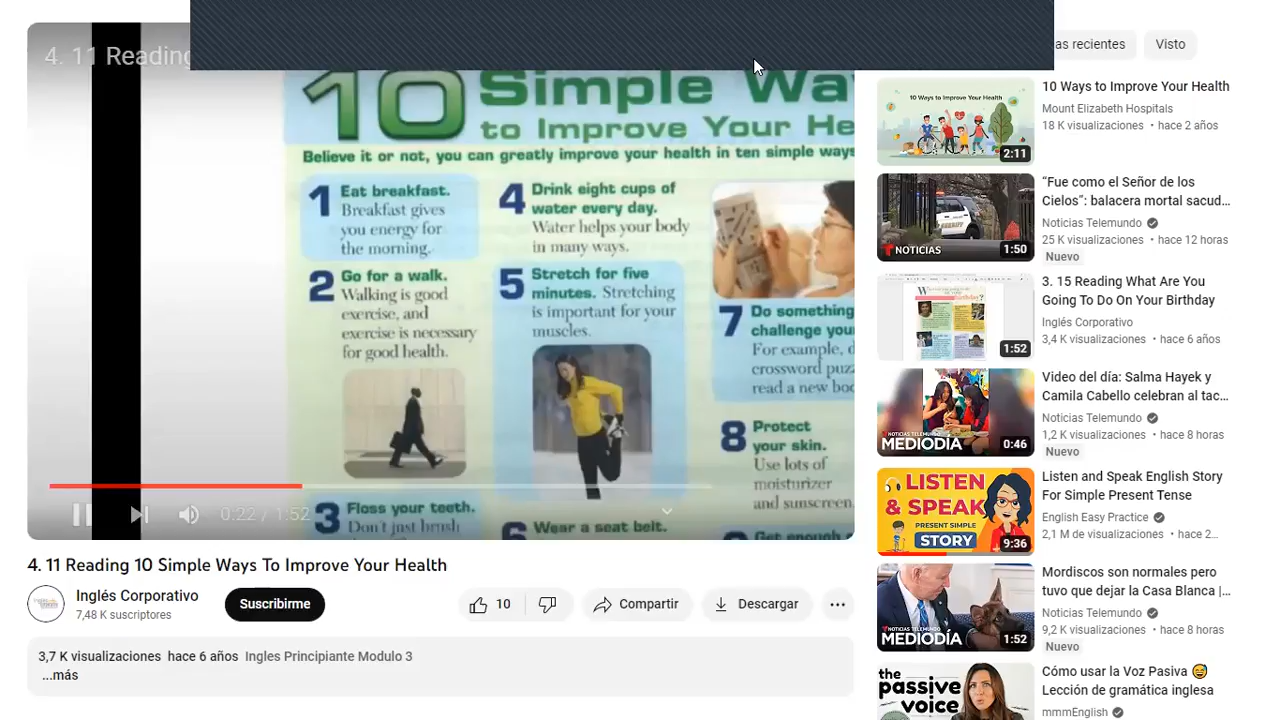 4. 11 Reading
10 Simple Wa
to Improve Your He
Believe it or not, you can greatly improve your health in ten simple ways
1 Eat breakfast.
Breakfast gives
you energy for
the morning.
2 Go for a walk.
Walking is good
exercise, and
exercise is necessary
for good health.
3 Floss your teeth.
Don't just brush
4 Drink eight cups of
water every day.
Water helps your body
in many ways.
5 Stretch for five
minutes. Stretching
is important for your
muscles.
6 Wear a seat belt.
7 Do something
challenge you
For example, d
crossword puz
read a new boo
8 Protect
your skin.
Use lots of
moisturizer
and sunscreen.
Get enough
0:22 / 1:52
4. 11 Reading 10 Simple Ways To Improve Your Health
Inglés Corporativo
7,48 K suscriptores
Suscribirme
10
Compartir
Descargar
3,7 K visualizaciones hace 6 años Ingles Principiante Modulo 3
...más
as recientes
Visto
10 Ways to Improve Your Health
2:11
10 Ways to Improve Your Health
Mount Elizabeth Hospitals
18 K visualizaciones • hace 2 años
NOTICIAS
1:50
“Fue como el Señor de los
Cielos”: balacera mortal sacud...
Noticias Telemundo
25 K visualizaciones • hace 12 horas
Nuevo
1:52
3. 15 Reading What Are You
Going To Do On Your Birthday
Inglés Corporativo
3,4 K visualizaciones • hace 6 años
NOTICIAS TELEMUNDO
MEDIODÍA
0:46
Video del día: Salma Hayek y
Camila Cabello celebran al tac...
Noticias Telemundo
1,2 K visualizaciones • hace 8 horas
Nuevo
LISTEN
& SPEAK
PRESENT SIMPLE
STORY
9:36
Listen and Speak English Story
For Simple Present Tense
English Easy Practice
2,1 M de visualizaciones • hace 2...
NOTICIAS TELEMUNDO
MEDIODÍA
1:52
Mordiscos son normales pero
tuvo que dejar la Casa Blanca |...
Noticias Telemundo
9,2 K visualizaciones • hace 8 horas
Nuevo
the
passive
voice
Cómo usar la Voz Pasiva 😅
Lección de gramática inglesa
mmmEnglish